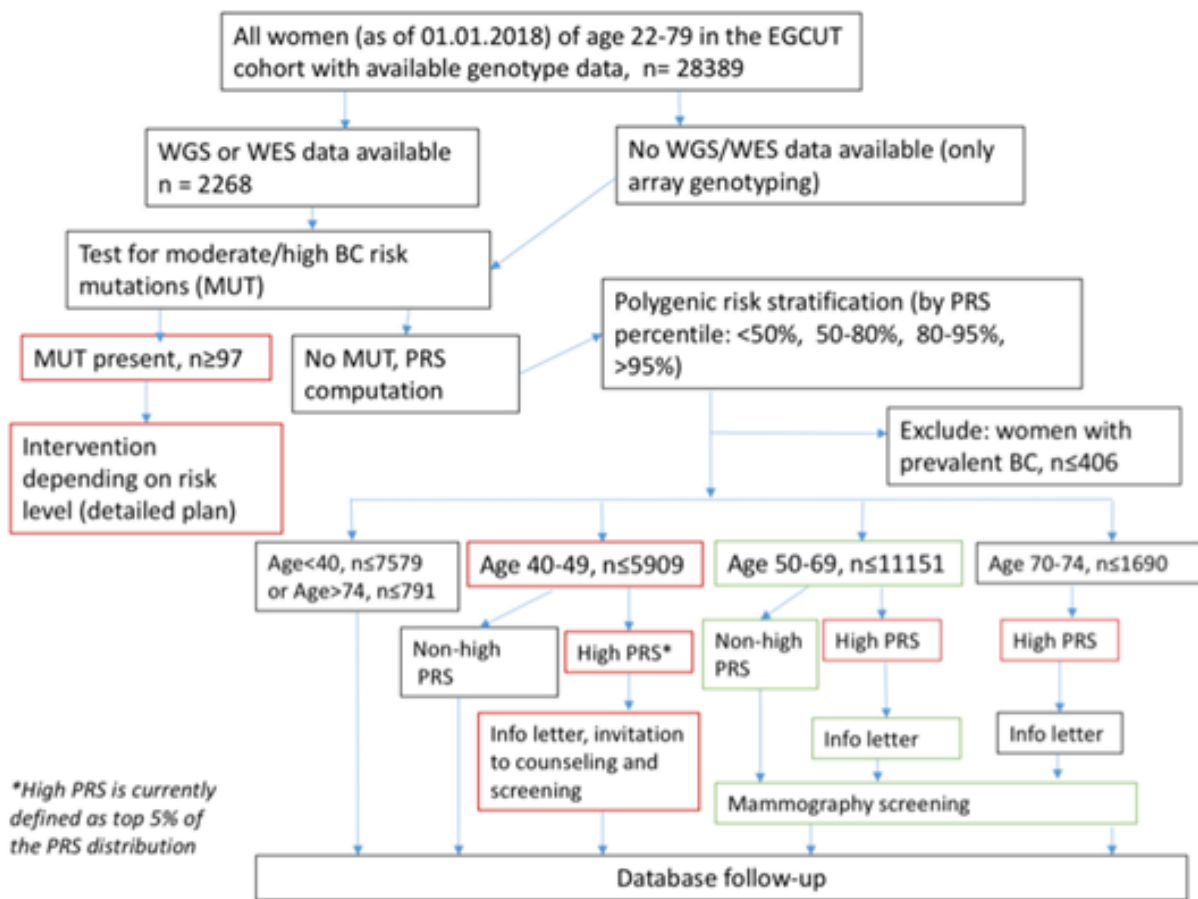 All women (as of 01.01.2018) of age 22-79 in the EGCUT
cohort with available genotype data, n= 28389
WGS or WES data available
n = 2268
No WGS/WES data available (only
array genotyping)
Test for moderate/high BC risk
mutations (MUT)
Polygenic risk stratification (by PRS
percentile: <50%, 50-80%, 80-95%,
>95%)
MUT present, n≥97
No MUT, PRS
computation
Intervention
depending on risk
level (detailed plan)
Exclude: women with
prevalent BC, n≤406
Age<40, n≤7579
or Age>74, n≤791
Age 40-49, n≤5909
Age 50-69, n≤11151
Age 70-74, n≤1690
Non-high
PRS
High PRS*
Non-high
PRS
High PRS
High PRS
Info letter, invitation
to counseling and
screening
Info letter
Info letter
Mammography screening
*High PRS is currently
defined as top 5% of
the PRS distribution
Database follow-up